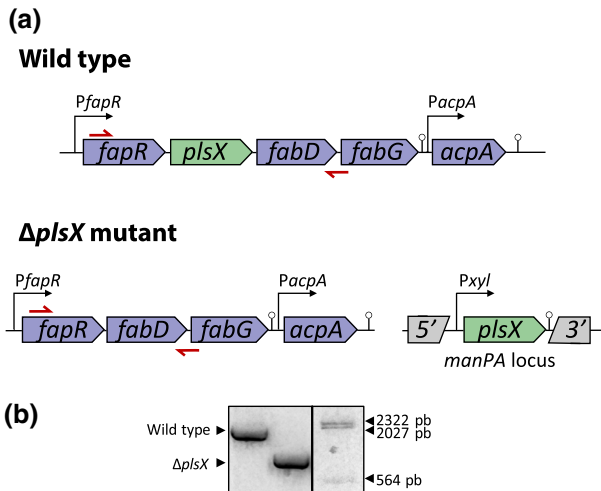 (a)
Wild type
PfapR
PacpA
fapR plsX fabD fabG acpA
ΔplsX mutant
PfapR
PacpA
Pxyl
fapR fabD fabG acpA
5’ plsX 3’
manPA locus
(b)
Wild type
ΔplsX
2322 pb
2027 pb
564 pb